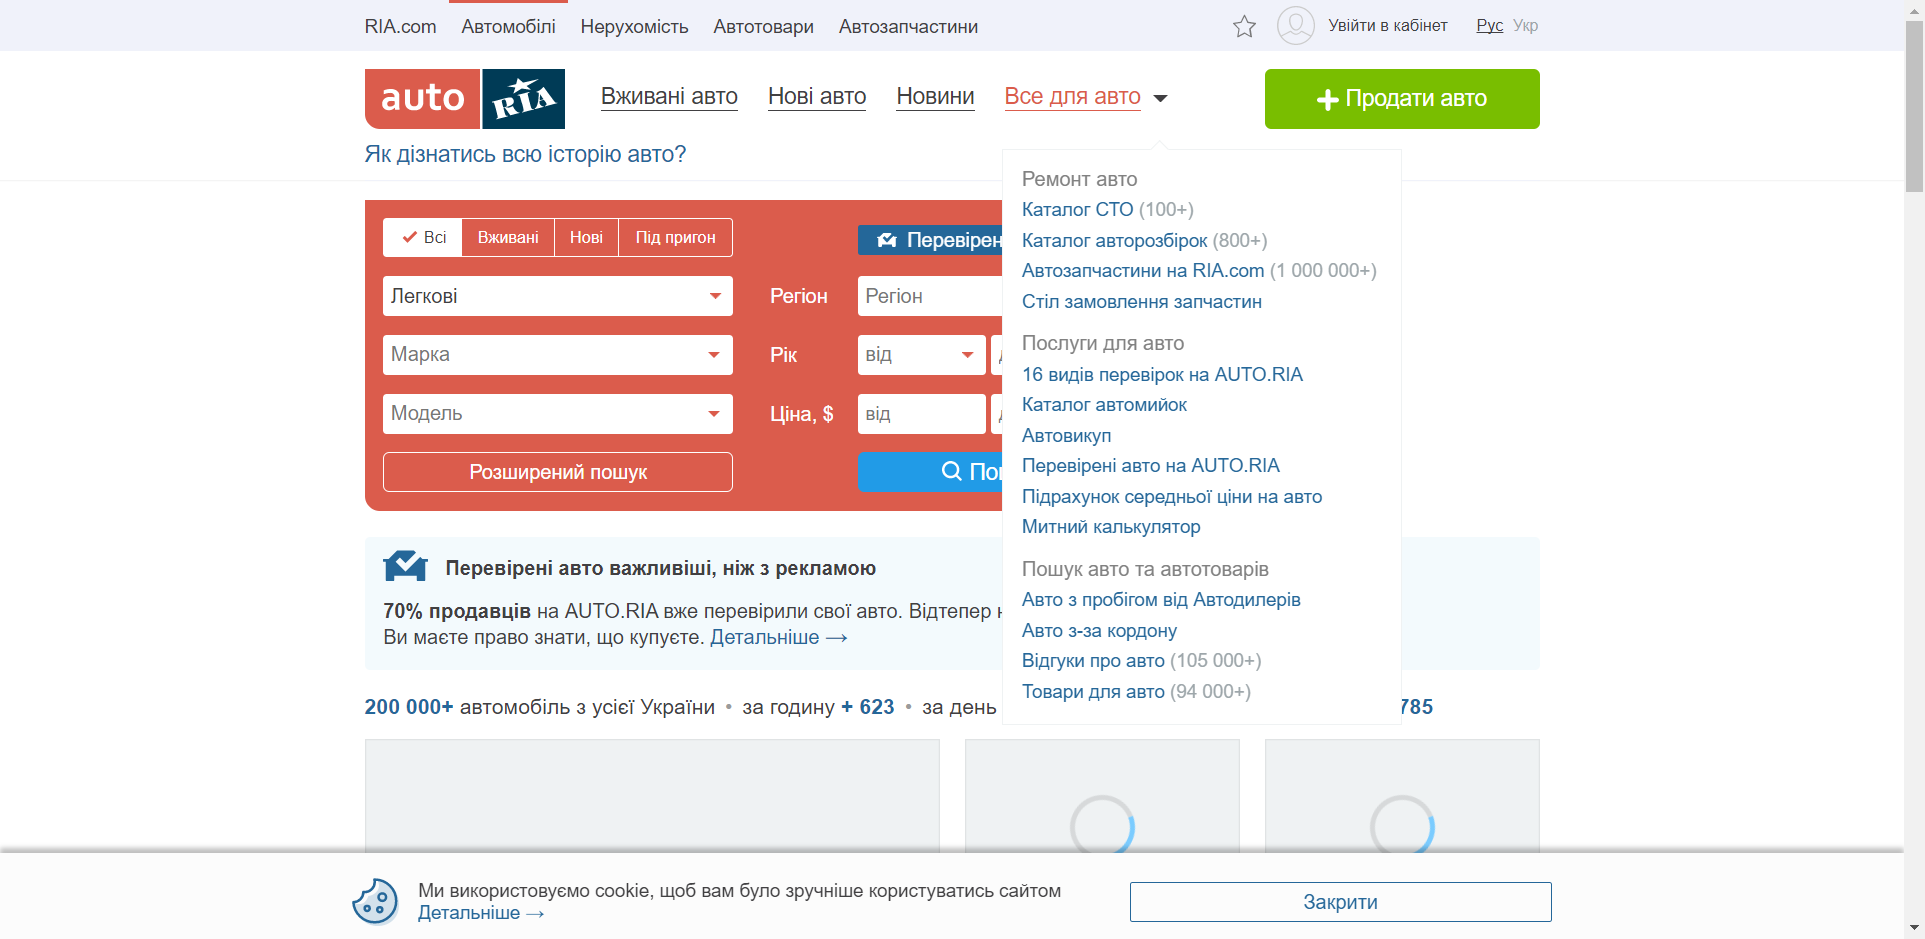 RIA.com Автомобілі Нерухомість Автотовари Автозапчастини Увійти в кабінет Рус Укр
auto RIA Вживані авто Нові авто Новини Все для авто Продати авто
Як дізнатись всю історію авто?
Всі Вживані Нові Під пригон
Легкові Регіон Регіон
Марка Рік від
Модель Ціна, $ від
Розширений пошук
Ремонт авто
Каталог СТО (100+)
Каталог авторозбірок (800+)
Автозапчастини на RIA.com (1 000 000+)
Стіл замовлення запчастин
Послуги для авто
16 видів перевірок на AUTO.RIA
Каталог автомийок
Автовикуп
Перевірені авто на AUTO.RIA
Підрахунок середньої ціни на авто
Митний калькулятор
Пошук авто та автотоварів
Авто з пробігом від Автодилерів
Авто з-за кордону
Відгуки про авто (105 000+)
Товари для авто (94 000+)
Перевірені авто важливіші, ніж з рекламою
70% продавців на AUTO.RIA вже перевірили свої авто. Відтепер
Ви маєте право знати, що купуєте. Детальніше →
200 000+ автомобіль з усієї України • за годину + 623 • за день 785
Ми використовуємо cookie, щоб вам було зручніше користуватись сайтом
Детальніше →
Закрити